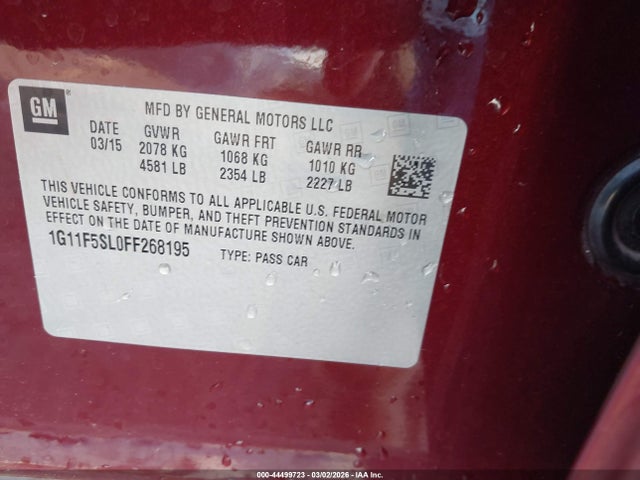 GM
MFD BY GENERAL MOTORS LLC
DATE GVWR GAWR FRT GAWR RR
03/15 2078 KG 1068 KG 1010 KG
4581 LB 2354 LB 2227 LB
THIS VEHICLE CONFORMS TO ALL APPLICABLE U.S. FEDERAL MOTOR
VEHICLE SAFETY, BUMPER, AND THEFT PREVENTION STANDARDS IN
EFFECT ON THE DATE OF MANUFACTURE SHOWN ABOVE.
1G11F5SL0FF268195 TYPE: PASS CAR
000-44499723 - 03/02/2026 - IAA Inc.